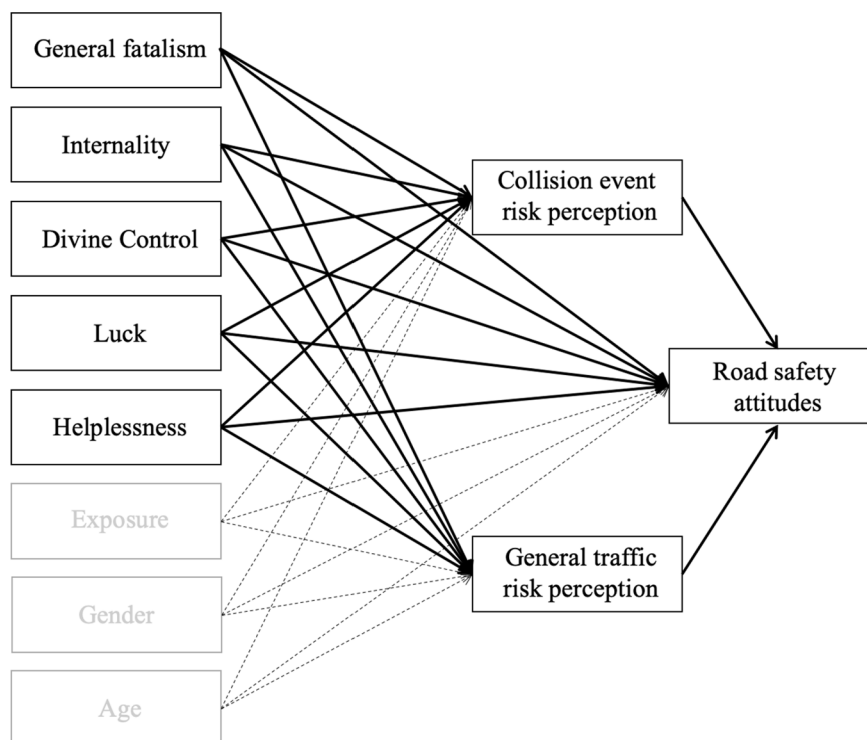 General fatalism
Internality
Divine Control
Luck
Helplessness
Exposure
Gender
Age
Collision event
risk perception
General traffic
risk perception
Road safety
attitudes